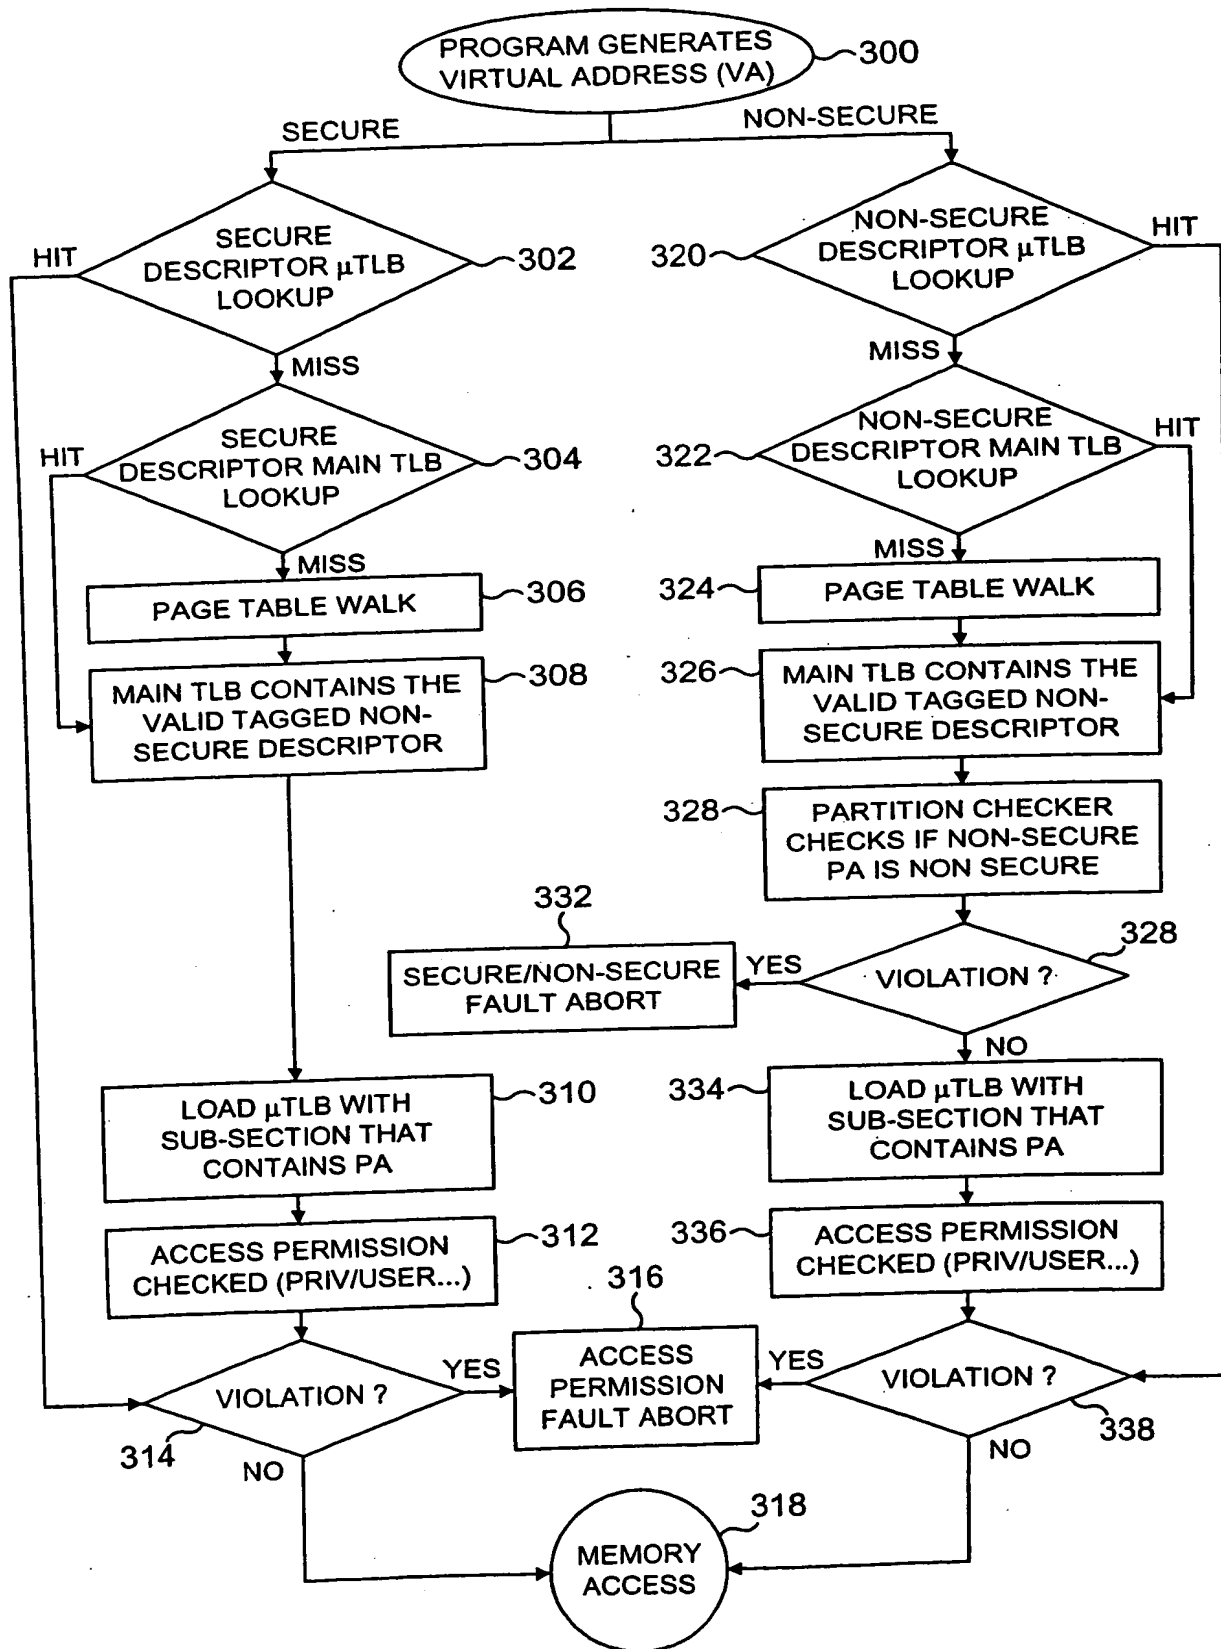 PROGRAM GENERATES
VIRTUAL ADDRESS (VA)
300
SECURE
NON-SECURE
HIT
SECURE
DESCRIPTOR µTLB
LOOKUP
302
320
NON-SECURE
DESCRIPTOR µTLB
LOOKUP
HIT
MISS
MISS
HIT
SECURE
DESCRIPTOR MAIN TLB
LOOKUP
304
322
NON-SECURE
DESCRIPTOR MAIN TLB
LOOKUP
HIT
MISS
MISS
PAGE TABLE WALK
306
324
PAGE TABLE WALK
MAIN TLB CONTAINS THE
VALID TAGGED NON-
SECURE DESCRIPTOR
308
326
MAIN TLB CONTAINS THE
VALID TAGGED NON-
SECURE DESCRIPTOR
328
PARTITION CHECKER
CHECKS IF NON-SECURE
PA IS NON SECURE
332
SECURE/NON-SECURE
FAULT ABORT
YES
VIOLATION ?
328
NO
LOAD µTLB WITH
SUB-SECTION THAT
CONTAINS PA
310
334
LOAD µTLB WITH
SUB-SECTION THAT
CONTAINS PA
ACCESS PERMISSION
CHECKED (PRIV/USER...)
312
336
ACCESS PERMISSION
CHECKED (PRIV/USER...)
316
VIOLATION ?
314
YES
ACCESS
PERMISSION
FAULT ABORT
YES
VIOLATION ?
338
NO
NO
MEMORY
ACCESS
318